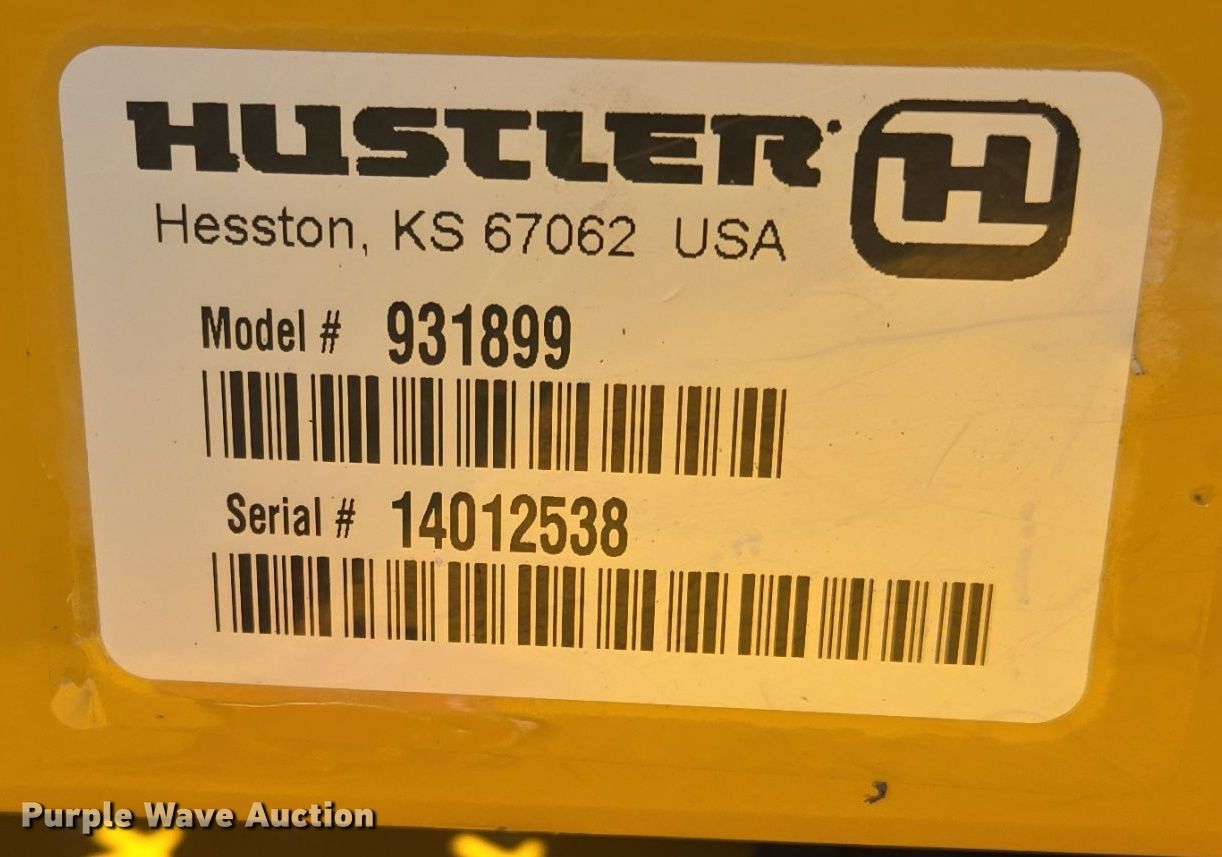 HUSTLER
H
Hesston, KS 67062 USA
Model # 931899
Serial # 14012538
Purple Wave Auction